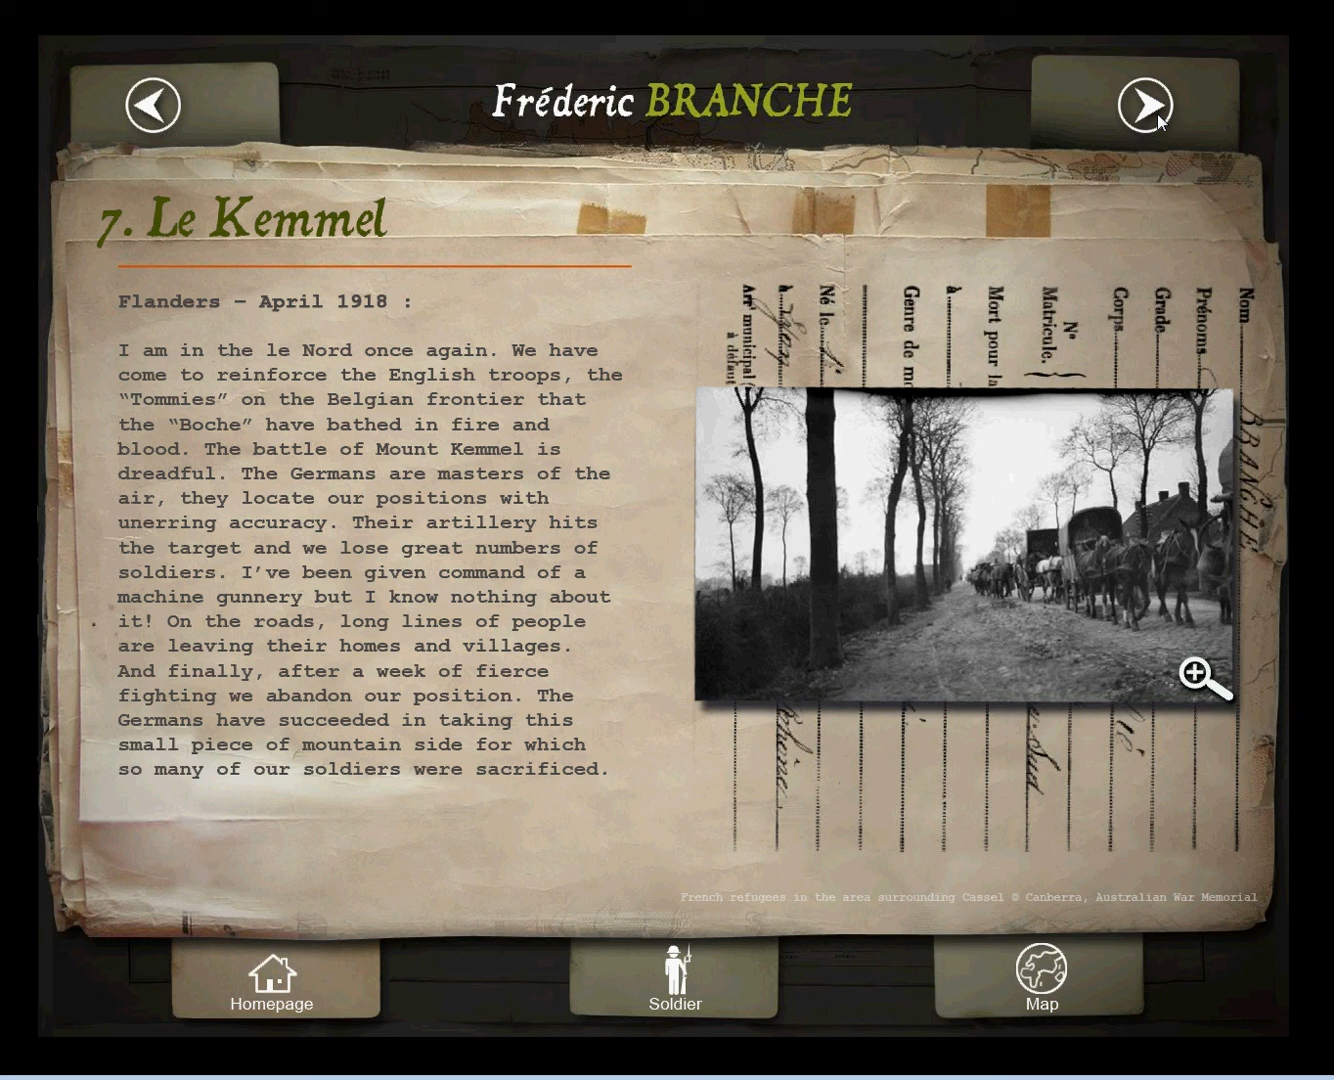 Fréderic BRANCHE
7. Le Kemmel
Flanders – April 1918 :
I am in the le Nord once again. We have
come to reinforce the English troops, the
“Tommies” on the Belgian frontier that
the “Boche” have bathed in fire and
blood. The battle of Mount Kemmel is
dreadful. The Germans are masters of the
air, they locate our positions with
unerring accuracy. Their artillery hits
the target and we lose great numbers of
soldiers. I’ve been given command of a
machine gunnery but I know nothing about
it! On the roads, long lines of people
are leaving their homes and villages.
And finally, after a week of fierce
fighting we abandon our position. The
Germans have succeeded in taking this
small piece of mountain side for which
so many of our soldiers were sacrificed.
Nom
BRANCHE
Prénoms
Grade
Corps
N°
Matricule.
Mort pour la
à
Genre de
Né le
à
Arrt municipal
à défaut
French refugees in the area surrounding Cassel © Canberra, Australian War Memorial
Homepage
Soldier
Map